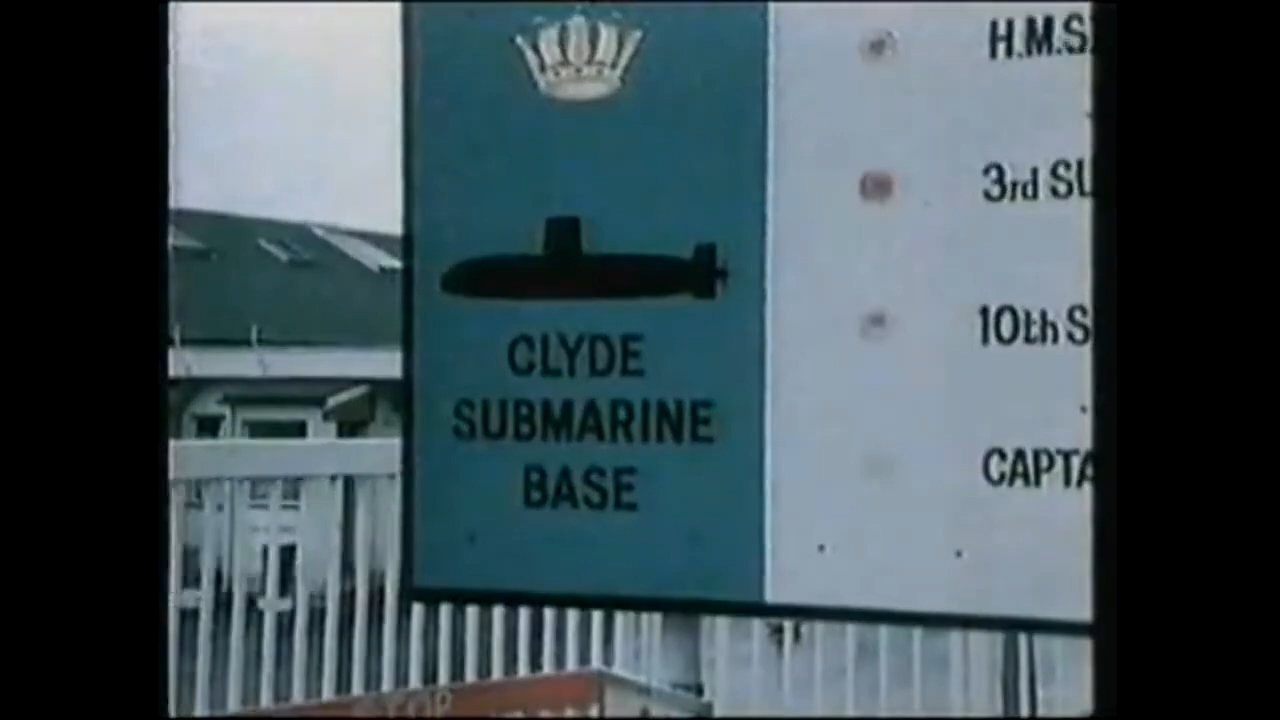 CLYDE
SUBMARINE
BASE
H.M.S.
3rd SU
10th S
CAPTA